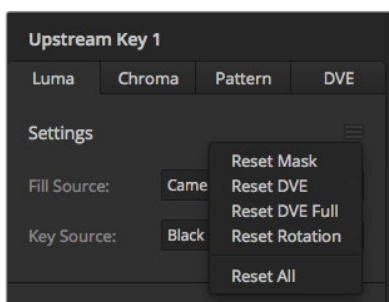 Upstream Key 1
Luma Chroma Pattern DVE
Settings
Reset Mask
Fill Source: Came Reset DVE
Reset DVE Full
Key Source: Black Reset Rotation
Reset All